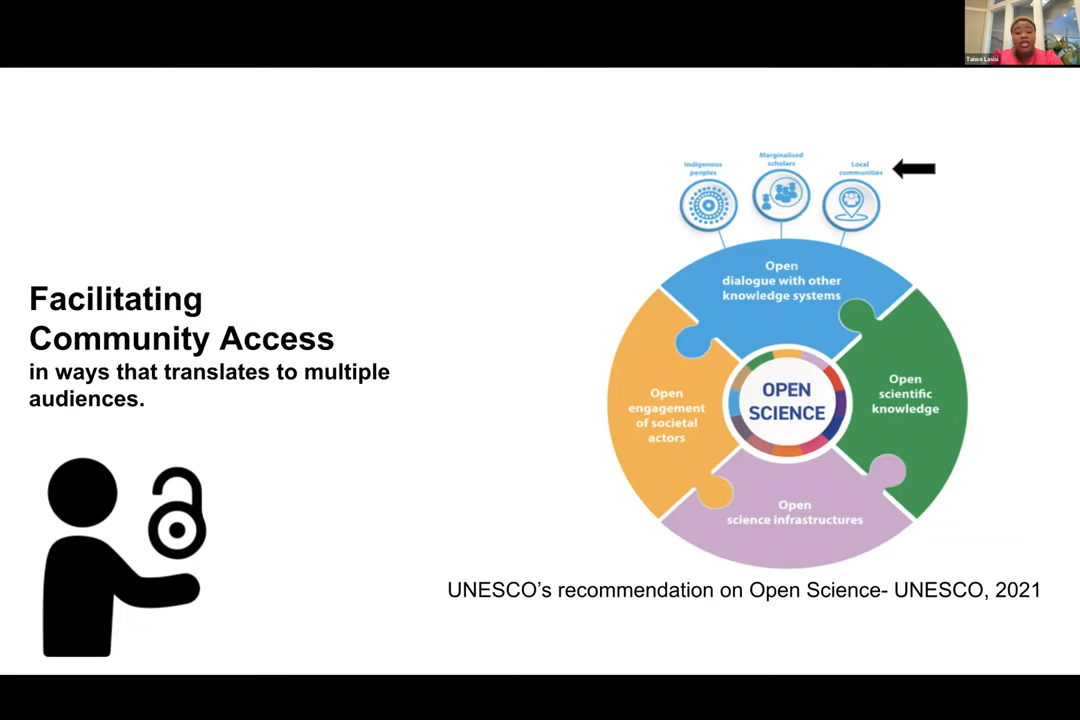 Taiwo Lasisi
Facilitating
Community Access
in ways that translates to multiple
audiences.
Indigenous
peoples
Marginalised
scholars
Local
communities
Open
dialogue with other
knowledge systems
Open
engagement
of societal
actors
OPEN
SCIENCE
Open
scientific
knowledge
Open
science infrastructures
UNESCO’s recommendation on Open Science- UNESCO, 2021